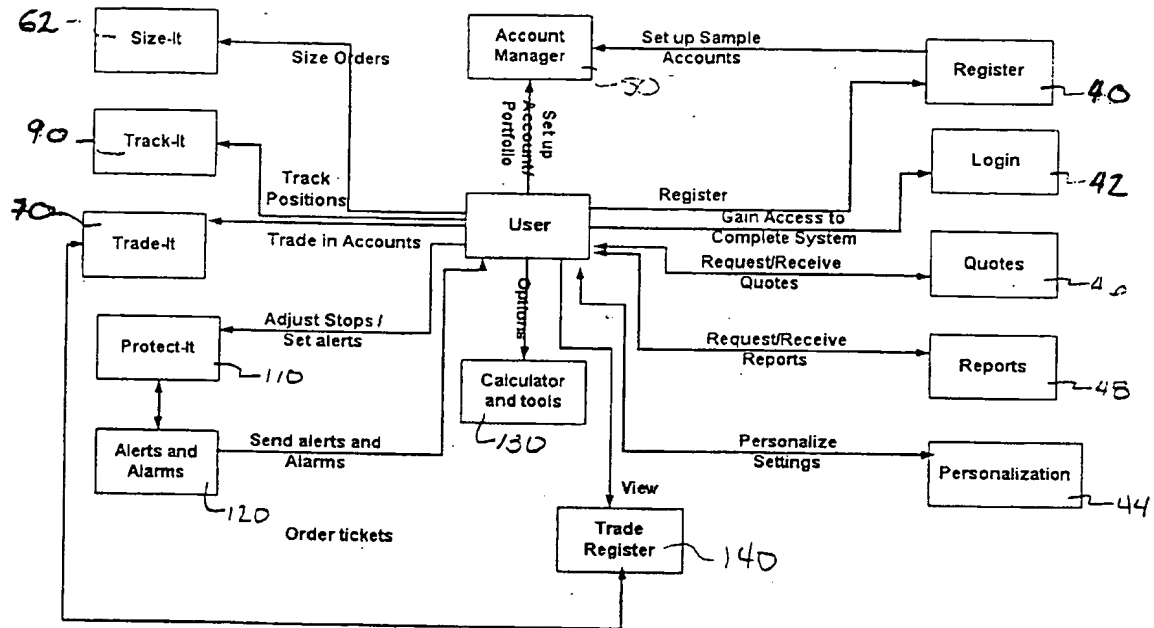 62
Size-It
Size Orders
Account
Manager
Set up Sample
Accounts
Register
40
90
Track-It
Track
Positions
Set up
Account/
Portfolio
Login
42
70
Trade-It
Trade in Accounts
User
Register
Gain Access to
Complete System
Request/Receive
Quotes
Quotes
Adjust Stops /
Set alerts
Protect-It
110
Options
Calculator
and tools
130
Request/Receive
Reports
Reports
48
Alerts and
Alarms
120
Send alerts and
Alarms
Personalize
Settings
Personalization
44
Order tickets
View
Trade
Register
140